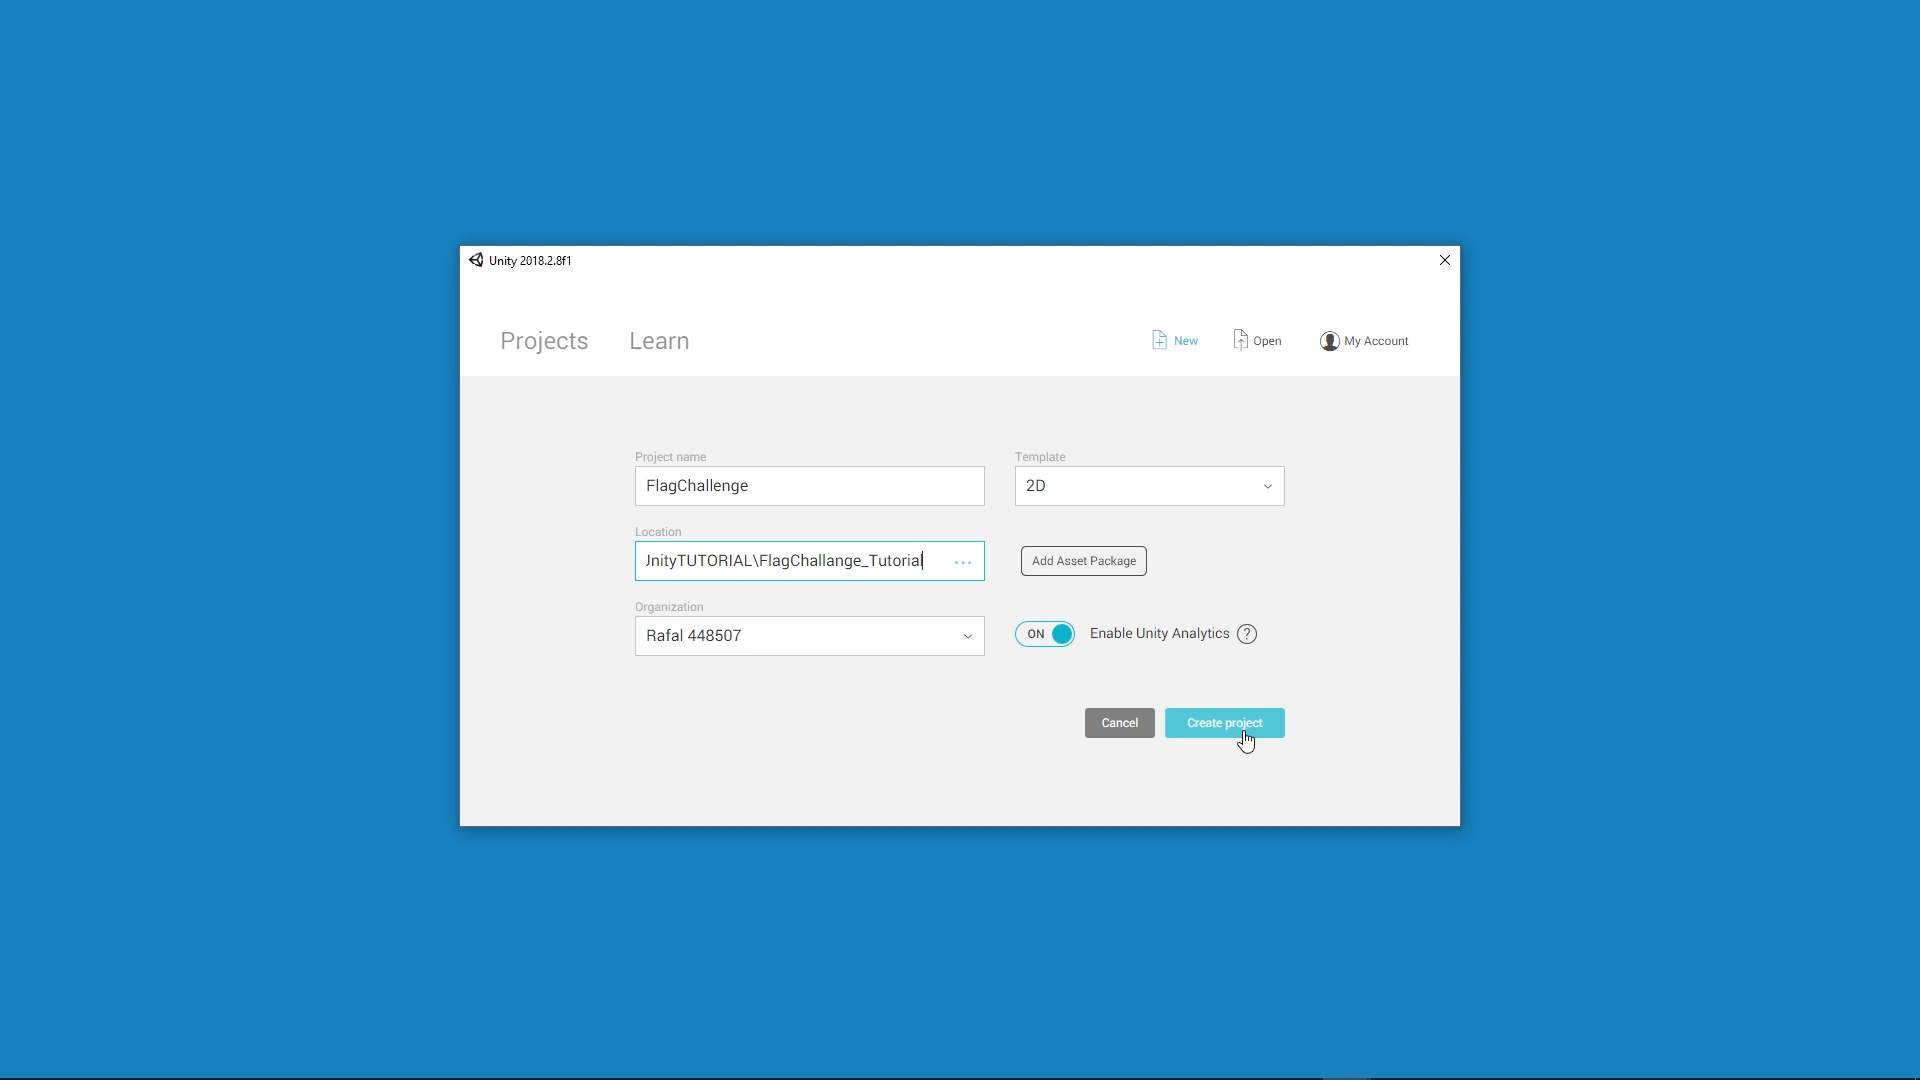 Unity 2018.2.8f1
Projects Learn New Open My Account
Project name Template
FlagChallenge 2D
Location
JnityTUTORIAL\FlagChallange_Tutorial ... Add Asset Package
Organization
Rafal 448507 ON Enable Unity Analytics ?
Cancel Create project